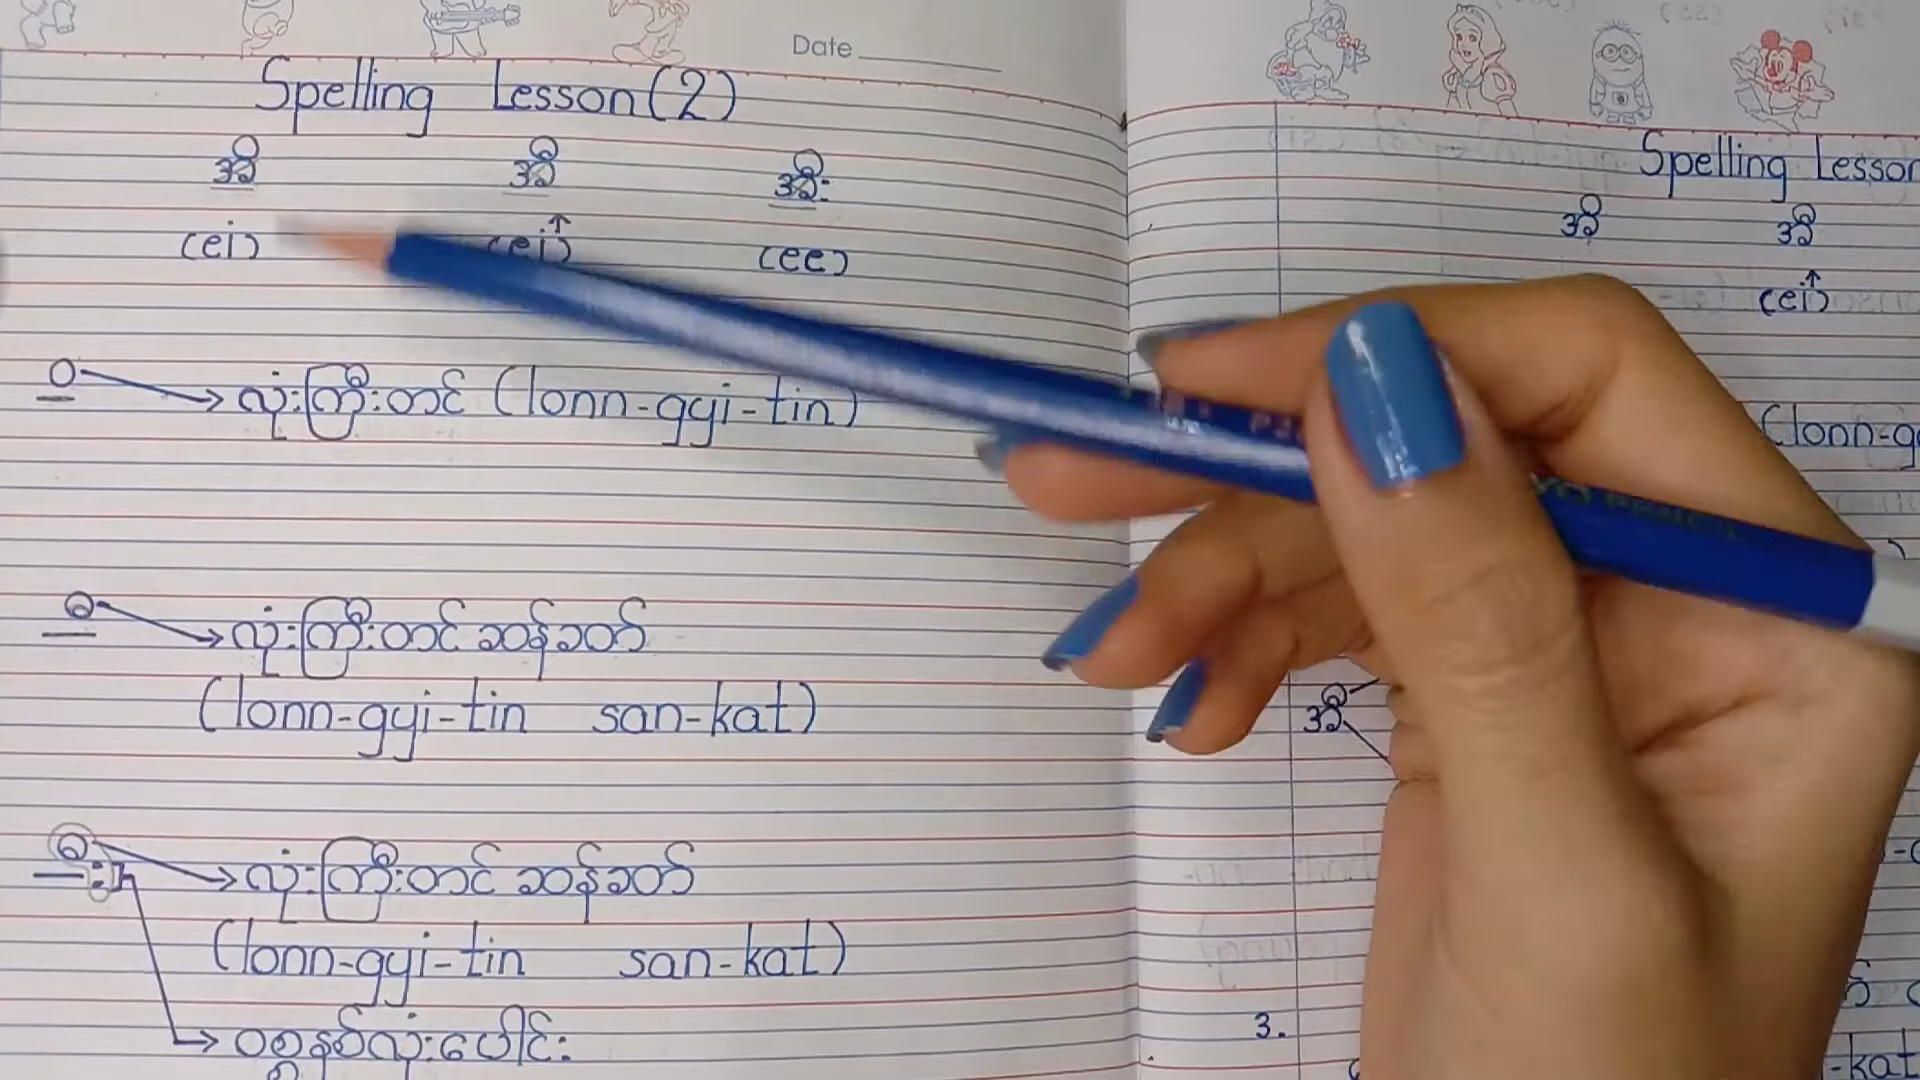 Date
Spelling Lesson(2)
အိ အီ အီး
(ei) (ei↑) (ee)
ိ → လုံးကြီးတင် (lonn-gyi-tin)
ီ → လုံးကြီးတင် ဆန်ခတ်
(lonn-gyi-tin san-kat)
ီး → လုံးကြီးတင် ဆန်ခတ်
(lonn-gyi-tin san-kat)
→ ဝစ္စနှစ်လုံးပေါင်း
Spelling Lesson
အိ အီ
(ei↑)
(lonn-g
အီ
3.
-kat